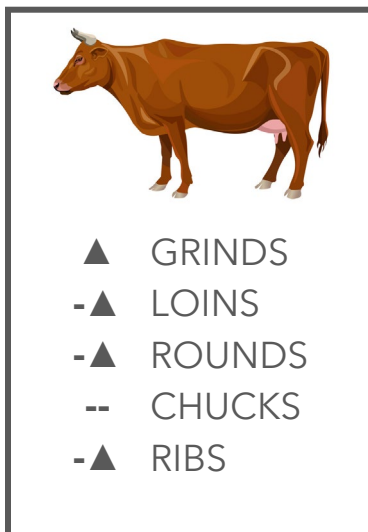 ▲ GRINDS
-▲ LOINS
-▲ ROUNDS
-- CHUCKS
-▲ RIBS